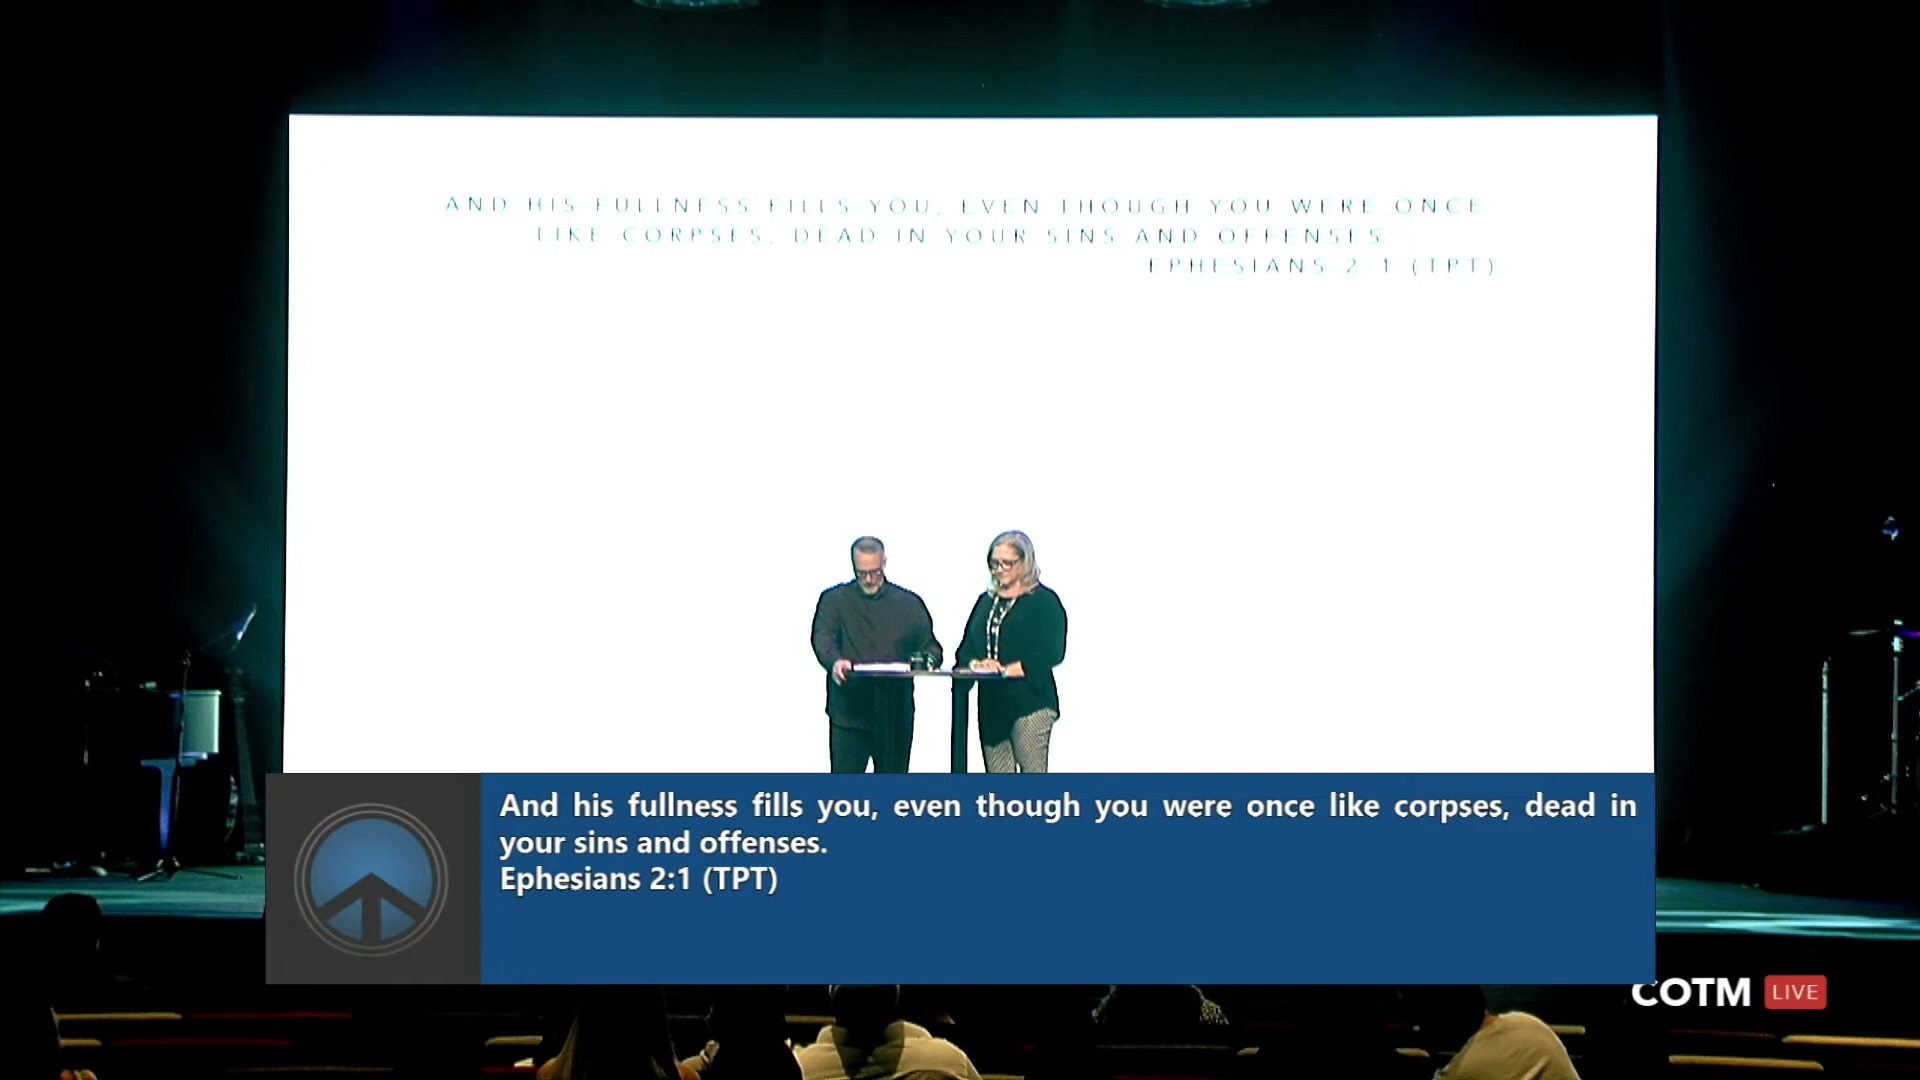 AND HIS FULLNESS FILLS YOU, EVEN THOUGH YOU WERE ONCE
LIKE CORPSES, DEAD IN YOUR SINS AND OFFENSES.
EPHESIANS 2:1 (TPT)
And his fullness fills you, even though you were once like corpses, dead in
your sins and offenses.
Ephesians 2:1 (TPT)
COTM LIVE